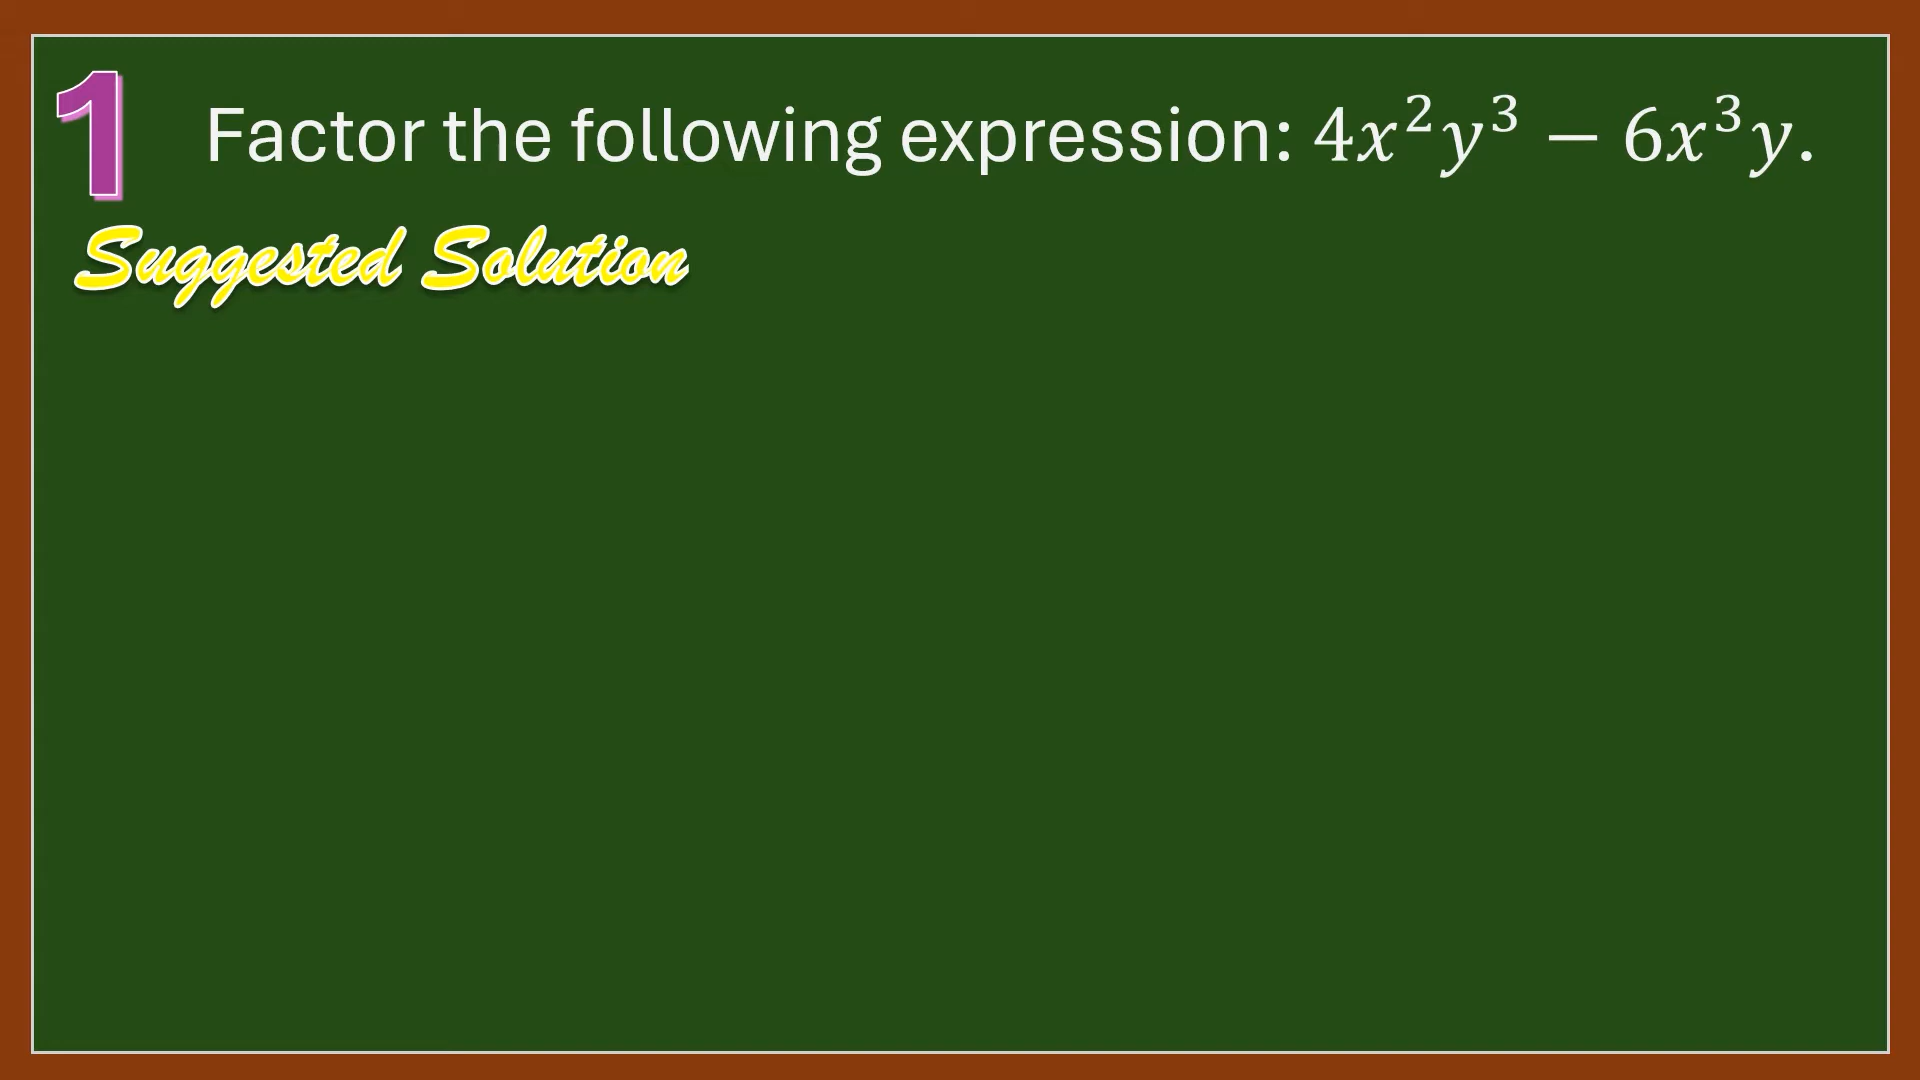 1 Factor the following expression: 4x²y³ − 6x³y.
Suggested Solution